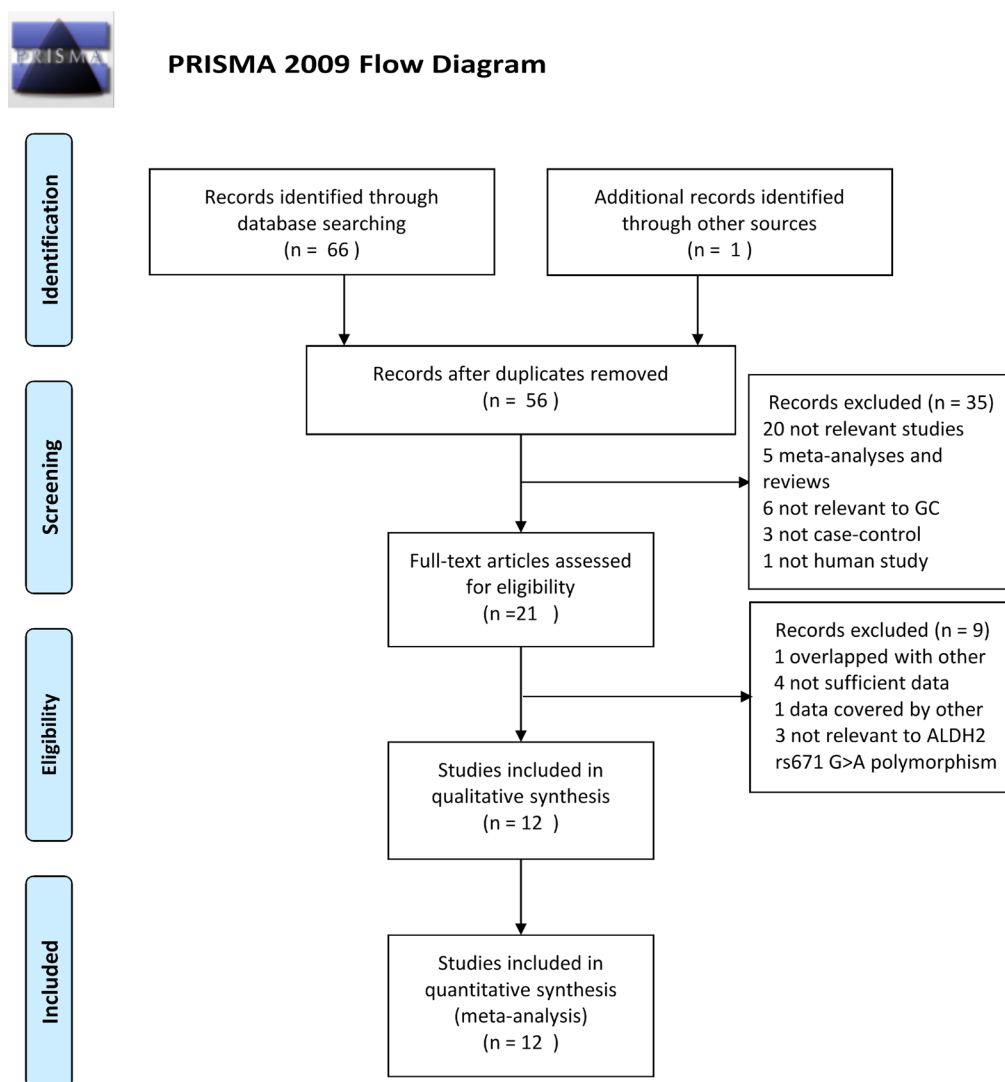 PRISMA
PRISMA 2009 Flow Diagram
Identification
Records identified through
database searching
(n = 66 )
Additional records identified
through other sources
(n = 1 )
Records after duplicates removed
(n = 56 )
Screening
Records excluded (n = 35)
20 not relevant studies
5 meta-analyses and
reviews
6 not relevant to GC
3 not case-control
1 not human study
Full-text articles assessed
for eligibility
(n =21 )
Eligibility
Records excluded (n = 9)
1 overlapped with other
4 not sufficient data
1 data covered by other
3 not relevant to ALDH2
rs671 G>A polymorphism
Studies included in
qualitative synthesis
(n = 12 )
Included
Studies included in
quantitative synthesis
(meta-analysis)
(n = 12 )